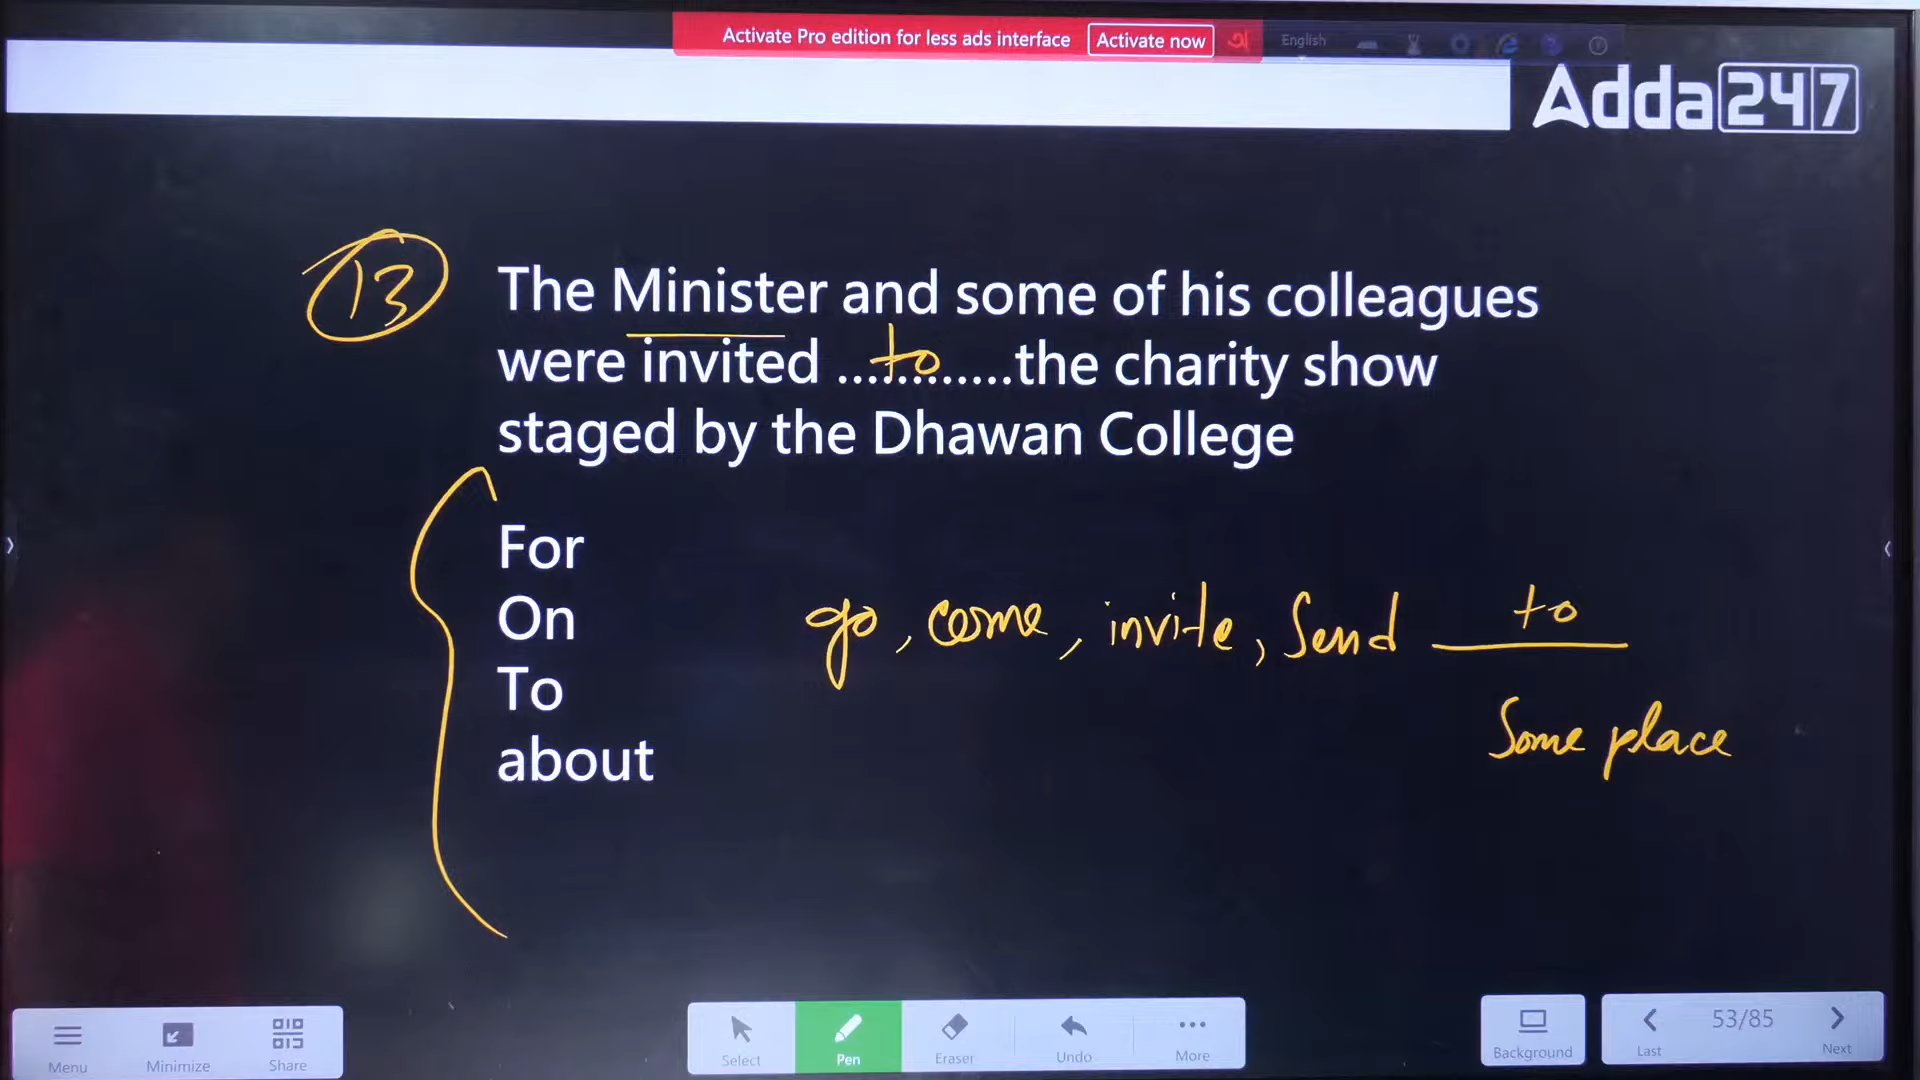 Activate Pro edition for less ads interface Activate now English
Adda247
13
The Minister and some of his colleagues
were invited ....to.......the charity show
staged by the Dhawan College
For
On
To
about
go, come, invite, Send to
Some place
Menu Minimize Share Select Pen Eraser Undo More Background Last 53/85 Next